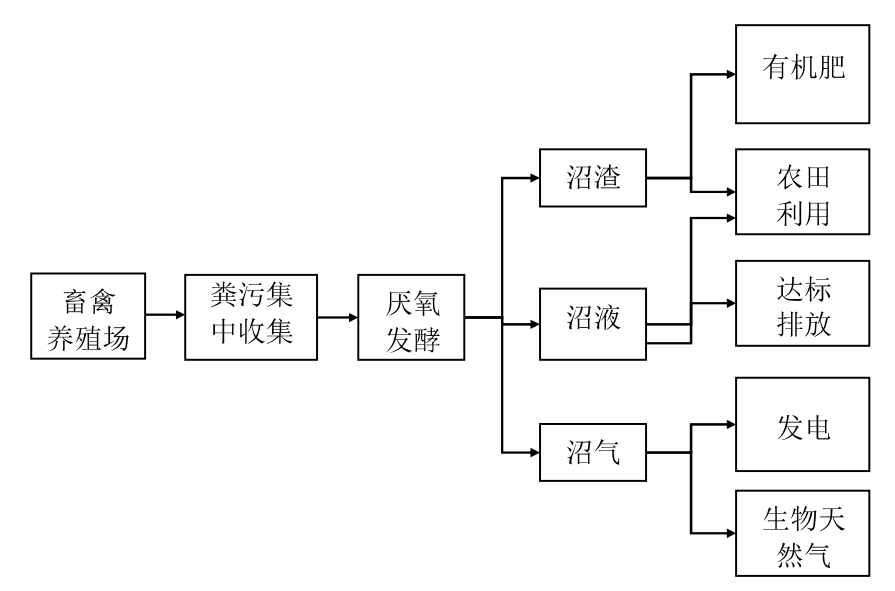 畜禽
养殖场
粪污集
中收集
厌氧
发酵
沼渣
沼液
沼气
有机肥
农田
利用
达标
排放
发电
生物天
然气